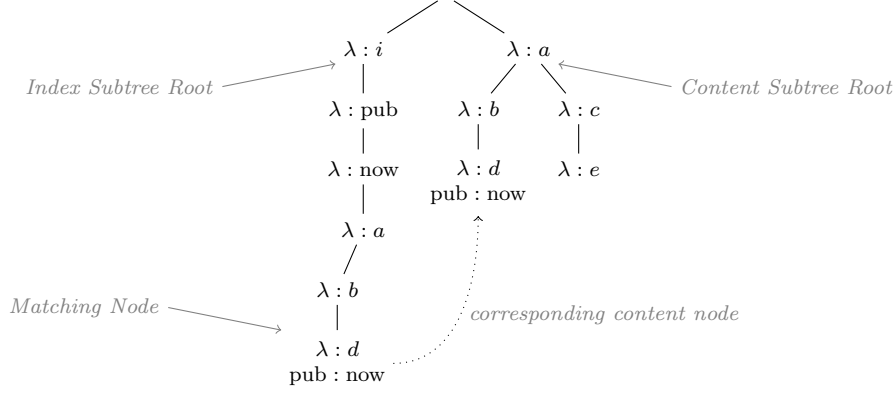 λ : i
λ : a
Index Subtree Root
Content Subtree Root
λ : pub
λ : b
λ : c
λ : now
λ : d
pub : now
λ : e
λ : a
λ : b
Matching Node
corresponding content node
λ : d
pub : now